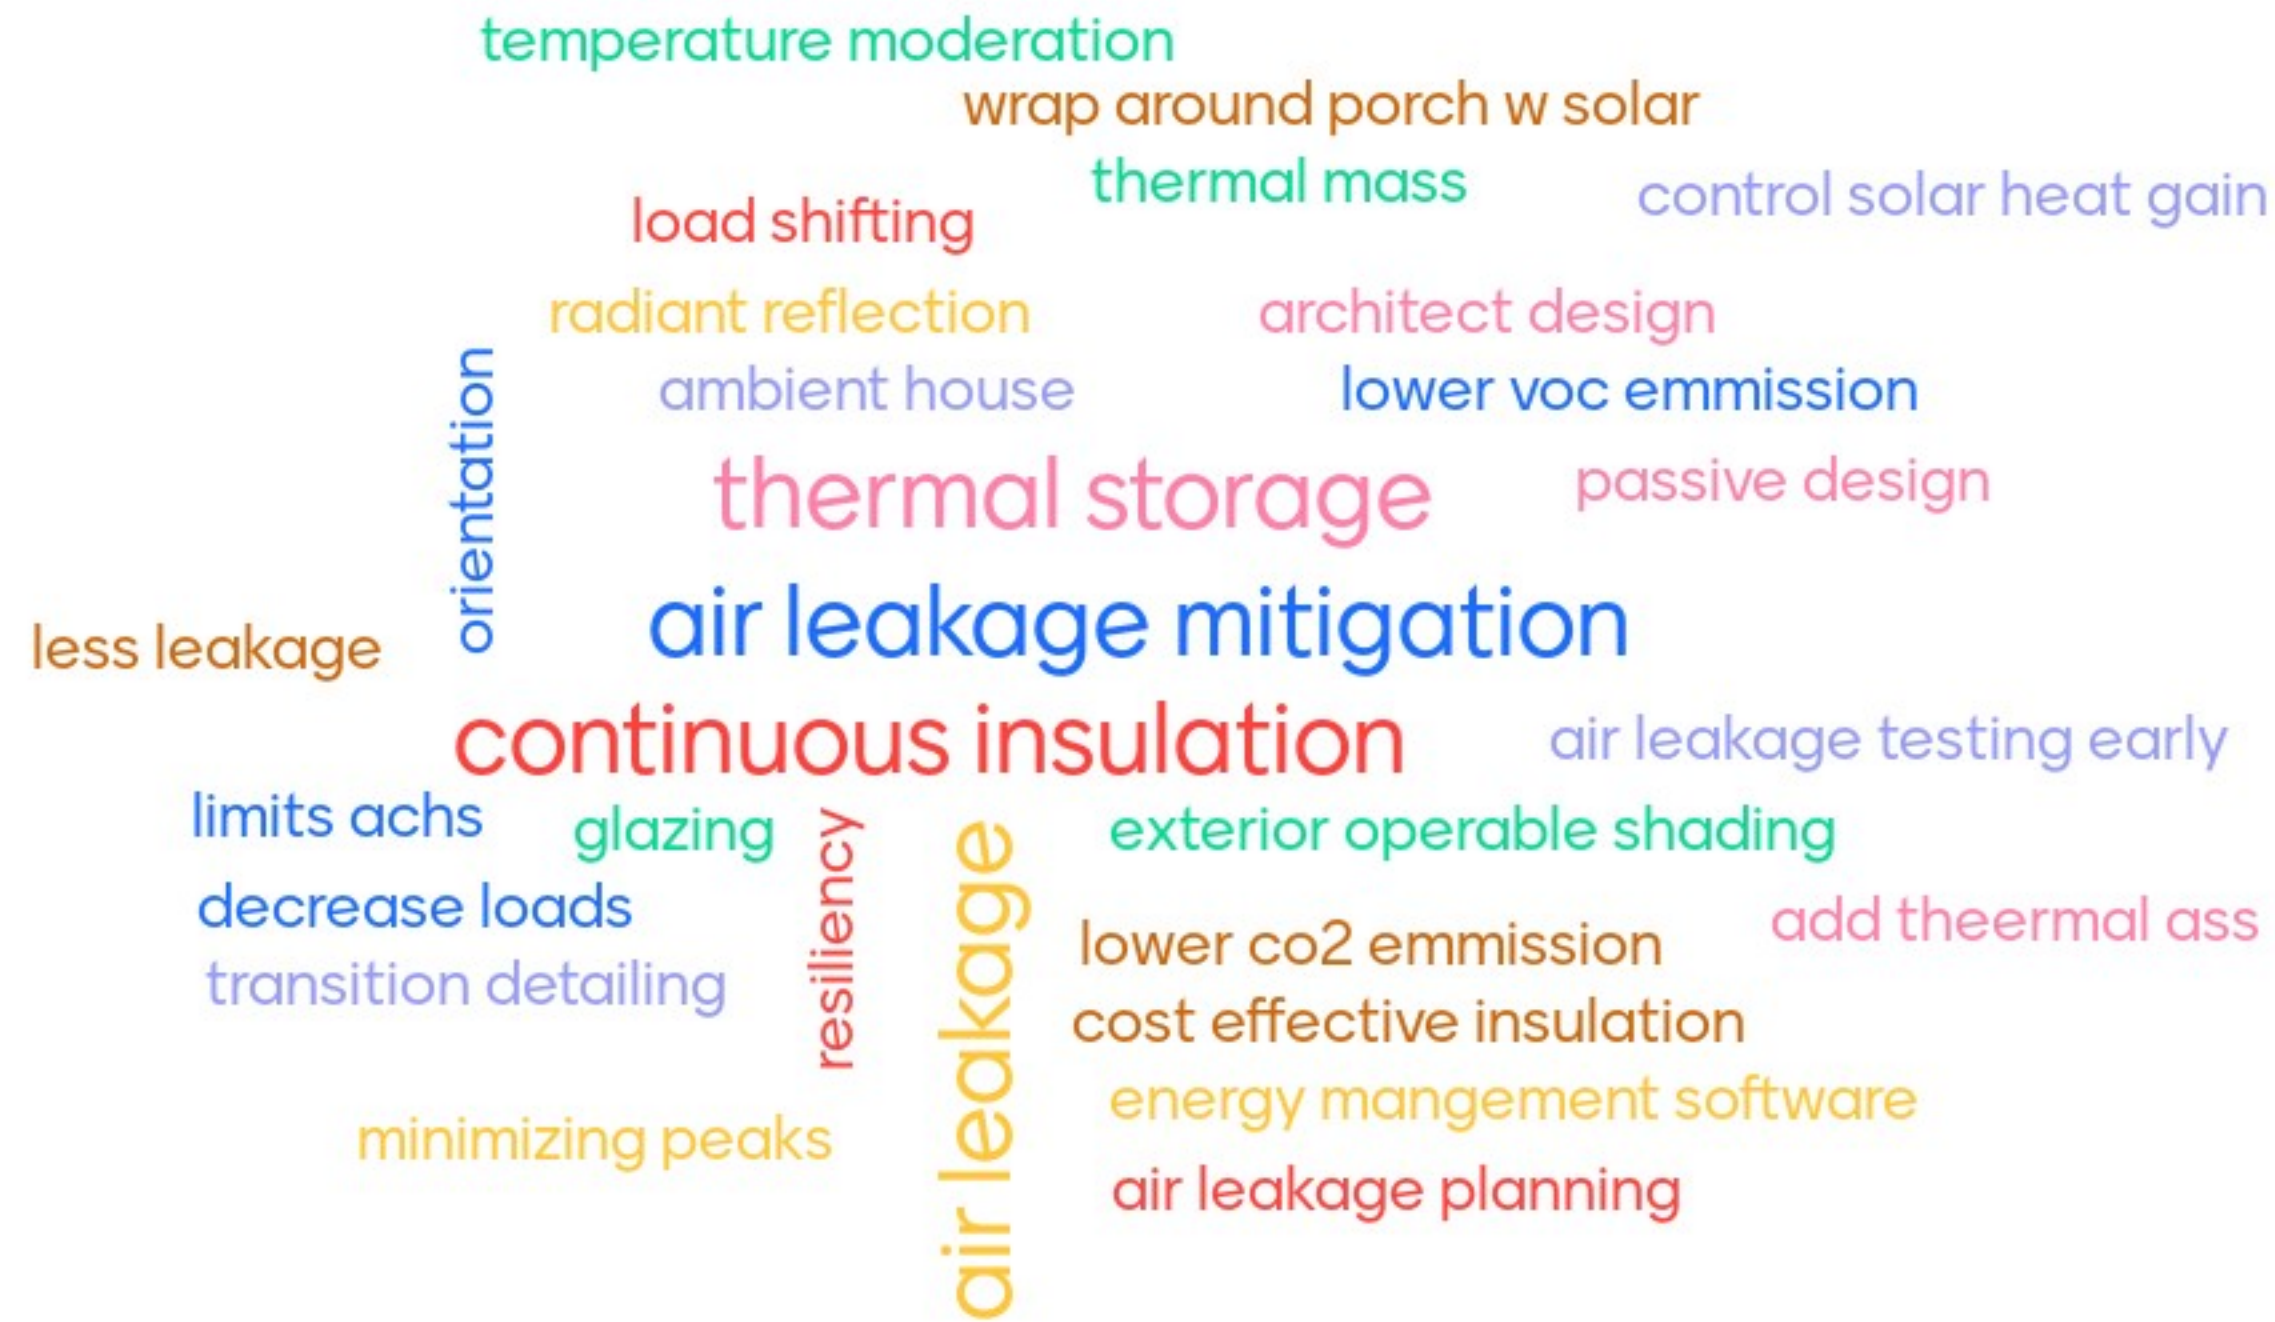 temperature moderation
wrap around porch w solar
thermal mass
control solar heat gain
load shifting
radiant reflection
architect design
orientation
ambient house
lower voc emmission
thermal storage
passive design
air leakage mitigation
less leakage
continuous insulation
air leakage testing early
limits achs
glazing
resiliency
air leakage
exterior operable shading
decrease loads
add theermal ass
lower co2 emmission
transition detailing
cost effective insulation
energy mangement software
minimizing peaks
air leakage planning